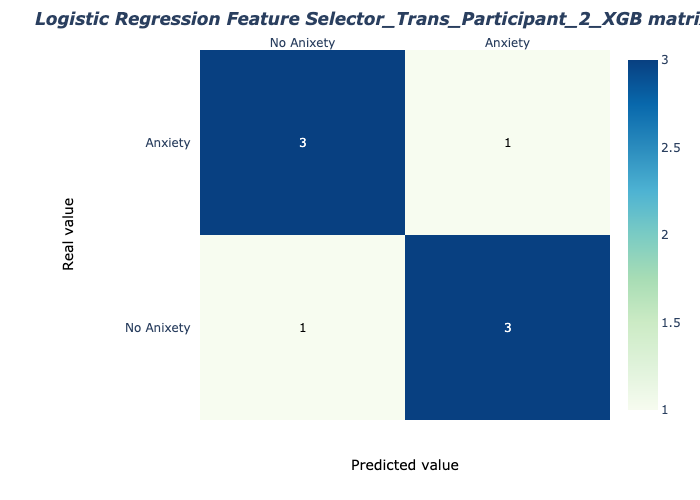 Logistic Regression Feature Selector_Trans_Participant_2_XGB matri
No Anixety Anxiety
Anxiety 3 1
No Anixety 1 3
Real value
Predicted value
3
2.5
2
1.5
1